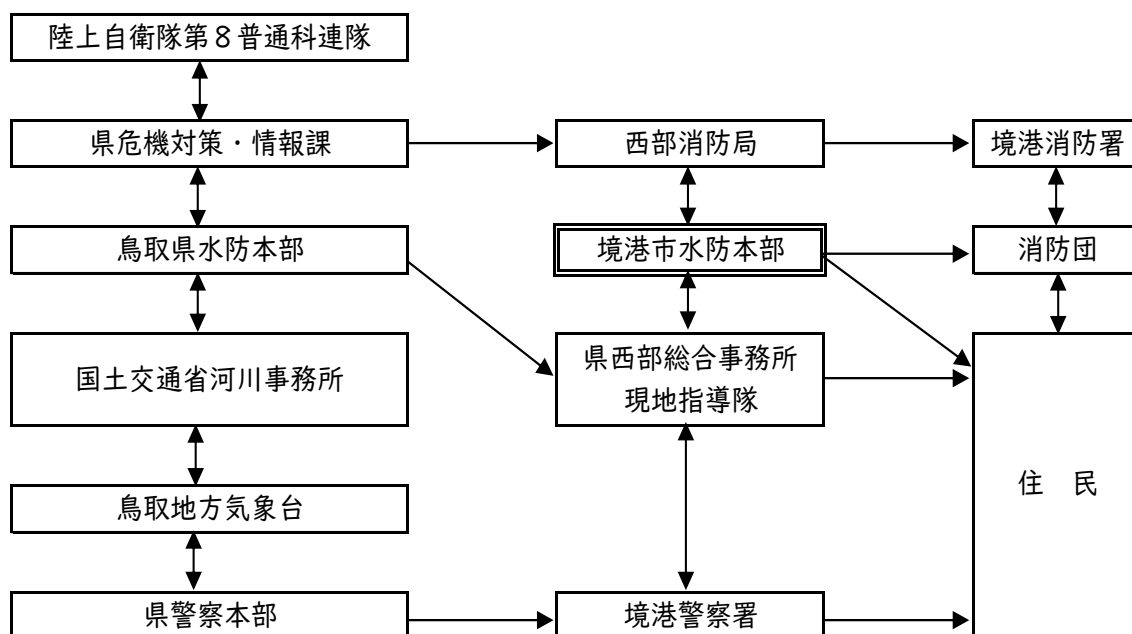 陸上自衛隊第８普通科連隊
県危機対策・情報課
西部消防局
境港消防署
鳥取県水防本部
境港市水防本部
消防団
国土交通省河川事務所
県西部総合事務所
現地指導隊
住　民
鳥取地方気象台
県警察本部
境港警察署